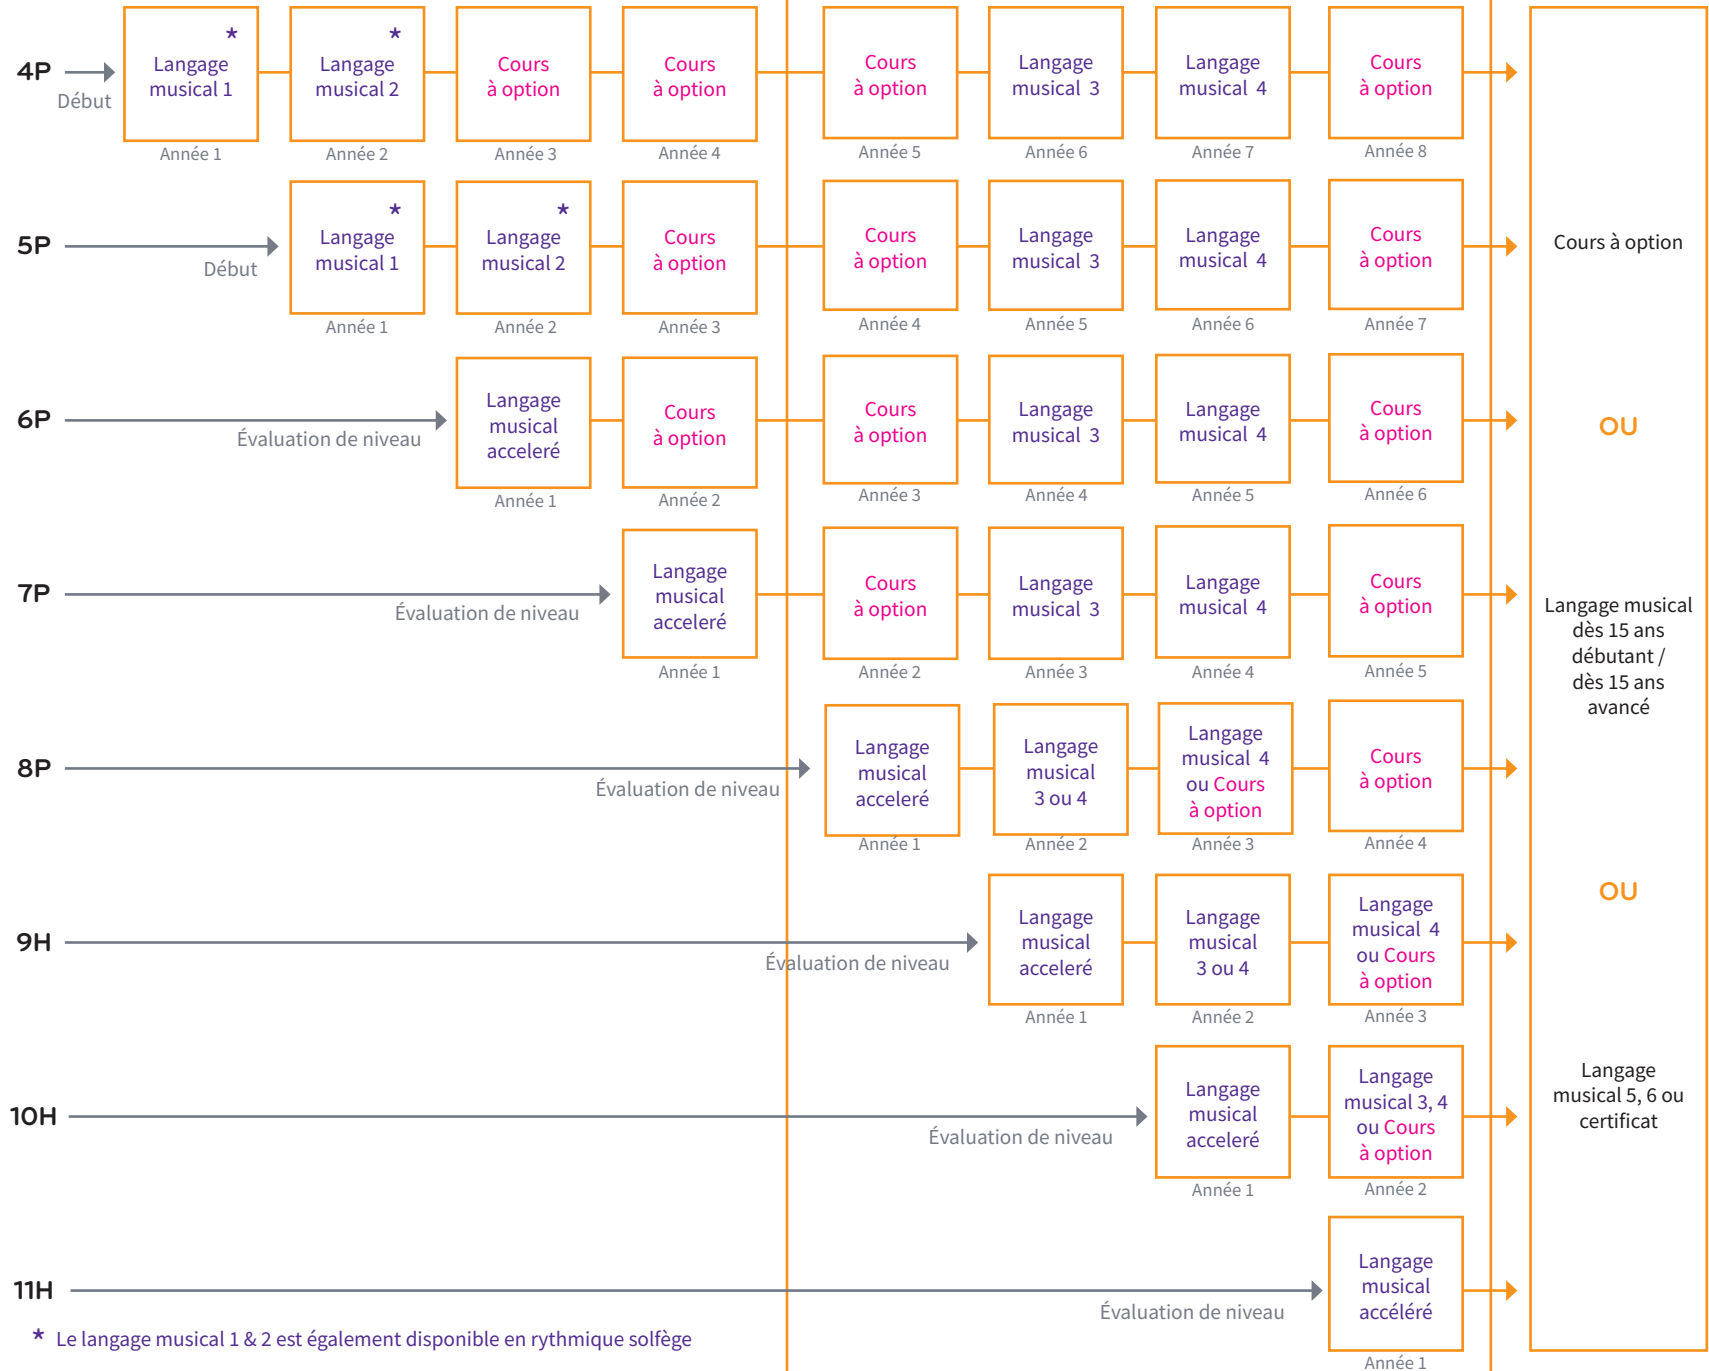 4P
Début
*
Langage
musical 1
Année 1
*
Langage
musical 2
Année 2
Cours
à option
Année 3
Cours
à option
Année 4
Cours
à option
Année 5
Langage
musical 3
Année 6
Langage
musical 4
Année 7
Cours
à option
Année 8
5P
Début
*
Langage
musical 1
Année 1
*
Langage
musical 2
Année 2
Cours
à option
Année 3
Cours
à option
Année 4
Langage
musical 3
Année 5
Langage
musical 4
Année 6
Cours
à option
Année 7
6P
Évaluation de niveau
Langage
musical
acceleré
Année 1
Cours
à option
Année 2
Cours
à option
Année 3
Langage
musical 3
Année 4
Langage
musical 4
Année 5
Cours
à option
Année 6
7P
Évaluation de niveau
Langage
musical
acceleré
Année 1
Cours
à option
Année 2
Langage
musical 3
Année 3
Langage
musical 4
Année 4
Cours
à option
Année 5
8P
Évaluation de niveau
Langage
musical
acceleré
Année 1
Langage
musical
3 ou 4
Année 2
Langage
musical 4
ou Cours
à option
Année 3
Cours
à option
Année 4
9H
Évaluation de niveau
Langage
musical
acceleré
Année 1
Langage
musical
3 ou 4
Année 2
Langage
musical 4
ou Cours
à option
Année 3
10H
Évaluation de niveau
Langage
musical
acceleré
Année 1
Langage
musical 3, 4
ou Cours
à option
Année 2
11H
Évaluation de niveau
Langage
musical
accéléré
Année 1
Cours à option
OU
Langage musical
dès 15 ans
débutant /
dès 15 ans
avancé
OU
Langage
musical 5, 6 ou
certificat
* Le langage musical 1 & 2 est également disponible en rythmique solfège